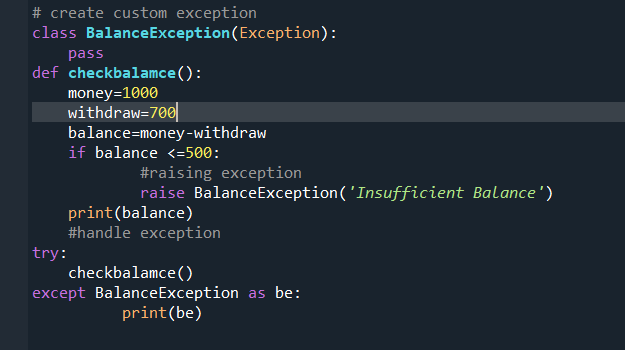 # create custom exception
class BalanceException(Exception):
    pass
def checkbalamce():
    money=1000
    withdraw=700
    balance=money-withdraw
    if balance <=500:
            #raising exception
            raise BalanceException('Insufficient Balance')
    print(balance)
    #handle exception
try:
    checkbalamce()
except BalanceException as be:
          print(be)